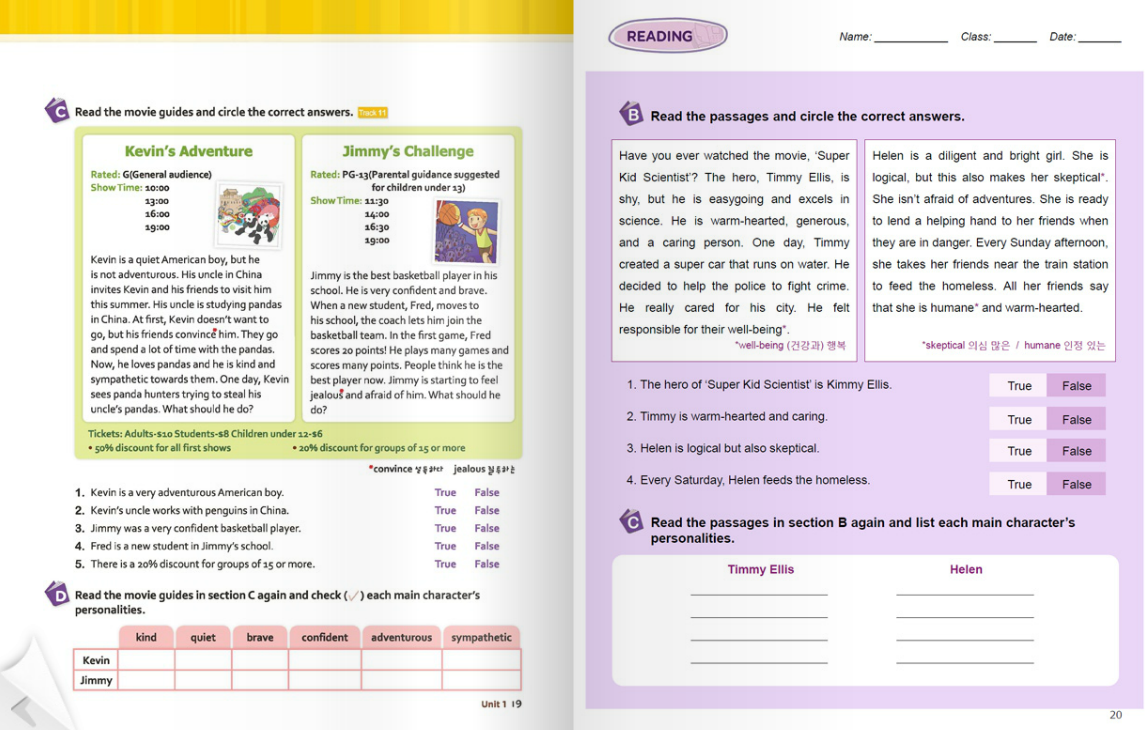 C Read the movie guides and circle the correct answers. Track 11
Kevin's Adventure
Rated: G(General audience)
Show Time: 10:00
13:00
16:00
19:00
Kevin is a quiet American boy, but he
is not adventurous. His uncle in China
invites Kevin and his friends to visit him
this summer. His uncle is studying pandas
in China. At first, Kevin doesn't want to
go, but his friends convince* him. They go
and spend a lot of time with the pandas.
Now, he loves pandas and he is kind and
sympathetic towards them. One day, Kevin
sees panda hunters trying to steal his
uncle's pandas. What should he do?
Jimmy's Challenge
Rated: PG-13(Parental guidance suggested
for children under 13)
Show Time: 11:30
14:00
16:30
19:00
Jimmy is the best basketball player in his
school. He is very confident and brave.
When a new student, Fred, moves to
his school, the coach lets him join the
basketball team. In the first game, Fred
scores 20 points! He plays many games and
scores many points. People think he is the
best player now. Jimmy is starting to feel
jealous* and afraid of him. What should he
do?
Tickets: Adults-$10 Students-$8 Children under 12-$6
• 50% discount for all first shows • 20% discount for groups of 15 or more
*convince 설득하다 jealous 질투하는
1. Kevin is a very adventurous American boy. True False
2. Kevin's uncle works with penguins in China. True False
3. Jimmy was a very confident basketball player. True False
4. Fred is a new student in Jimmy's school. True False
5. There is a 20% discount for groups of 15 or more. True False
D Read the movie guides in section C again and check (✓) each main character's
personalities.
kind quiet brave confident adventurous sympathetic
Kevin
Jimmy
Unit 1 19
READING
Name: Class: Date:
B Read the passages and circle the correct answers.
Have you ever watched the movie, 'Super
Kid Scientist'? The hero, Timmy Ellis, is
shy, but he is easygoing and excels in
science. He is warm-hearted, generous,
and a caring person. One day, Timmy
created a super car that runs on water. He
decided to help the police to fight crime.
He really cared for his city. He felt
responsible for their well-being*.
*well-being (건강과) 행복
Helen is a diligent and bright girl. She is
logical, but this also makes her skeptical*.
She isn't afraid of adventures. She is ready
to lend a helping hand to her friends when
they are in danger. Every Sunday afternoon,
she takes her friends near the train station
to feed the homeless. All her friends say
that she is humane* and warm-hearted.
*skeptical 의심 많은 / humane 인정 있는
1. The hero of 'Super Kid Scientist' is Kimmy Ellis. True False
2. Timmy is warm-hearted and caring. True False
3. Helen is logical but also skeptical. True False
4. Every Saturday, Helen feeds the homeless. True False
C Read the passages in section B again and list each main character's
personalities.
Timmy Ellis Helen
20